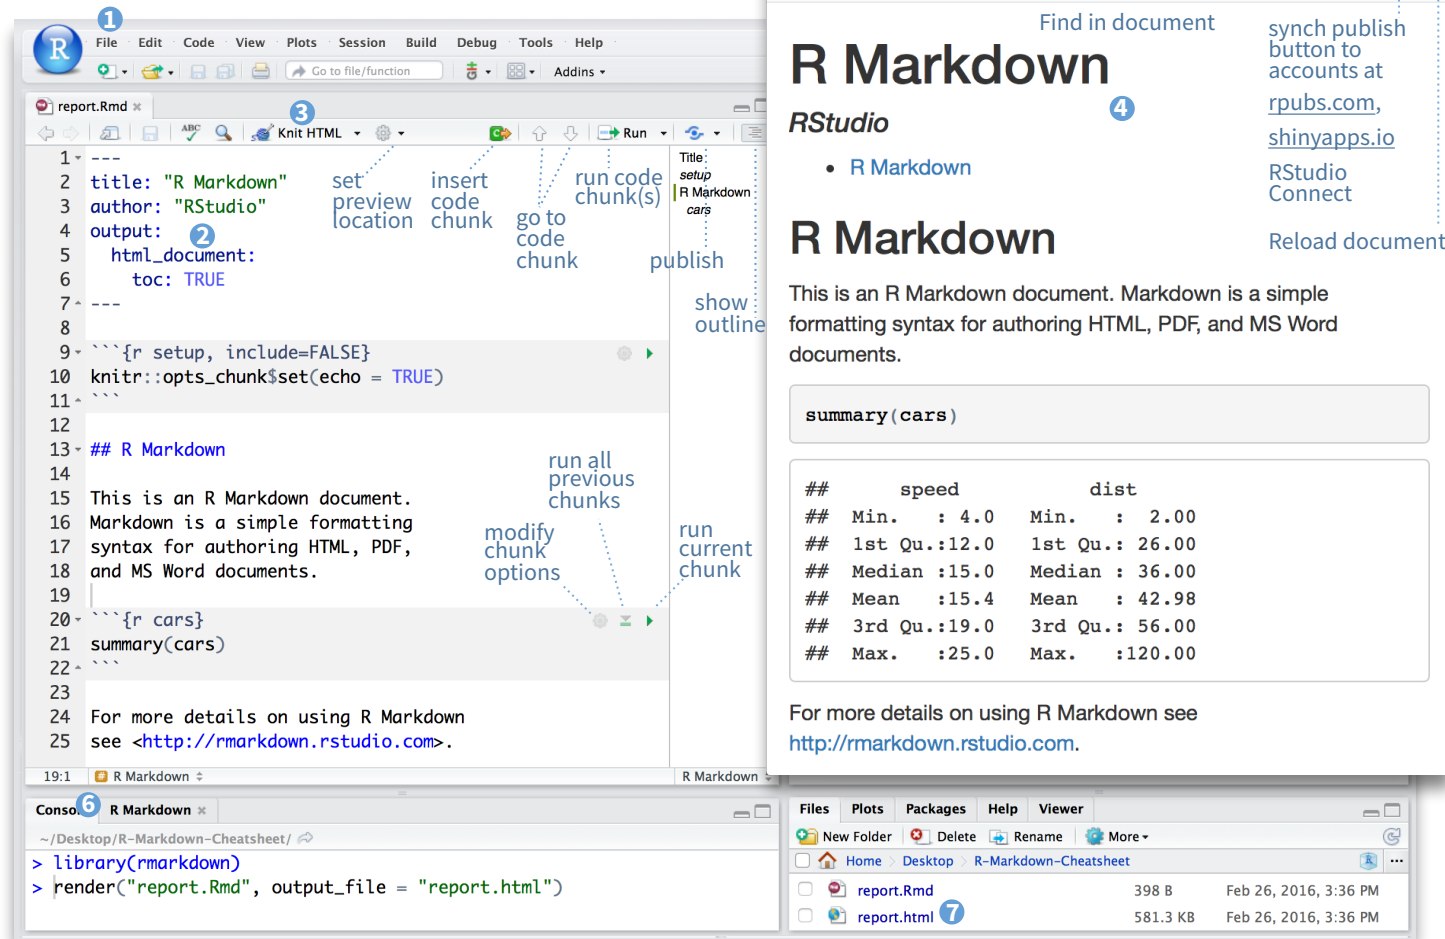 1
R
File Edit Code View Plots Session Build Debug Tools Help
Go to file/function
Addins
report.Rmd
3
ABC
Knit HTML
Run
1 ---
2 title: "R Markdown"
3 author: "RStudio"
4 output:
2
5   html_document:
6     toc: TRUE
7 ---
8
9 ```{r setup, include=FALSE}
10 knitr::opts_chunk$set(echo = TRUE)
11 ```
12
13 ## R Markdown
14
15 This is an R Markdown document.
16 Markdown is a simple formatting
17 syntax for authoring HTML, PDF,
18 and MS Word documents.
19
20 ```{r cars}
21 summary(cars)
22 ```
23
24 For more details on using R Markdown
25 see <http://rmarkdown.rstudio.com>.
19:1 # R Markdown
R Markdown
set
preview
location
insert
code
chunk
go to
code
chunk
run code
chunk(s)
publish
show
outline
Title
setup
R Markdown
cars
run all
previous
chunks
modify
chunk
options
run
current
chunk
Find in document
synch publish
button to
accounts at
rpubs.com,
shinyapps.io
RStudio
Connect
Reload document
R Markdown
4
RStudio
• R Markdown
R Markdown
This is an R Markdown document. Markdown is a simple
formatting syntax for authoring HTML, PDF, and MS Word
documents.
summary(cars)
##      speed           dist
##  Min.   : 4.0   Min.   :  2.00
##  1st Qu.:12.0   1st Qu.: 26.00
##  Median :15.0   Median : 36.00
##  Mean   :15.4   Mean   : 42.98
##  3rd Qu.:19.0   3rd Qu.: 56.00
##  Max.   :25.0   Max.   :120.00
For more details on using R Markdown see
http://rmarkdown.rstudio.com.
Conso 6 R Markdown
~/Desktop/R-Markdown-Cheatsheet/
> library(rmarkdown)
> render("report.Rmd", output_file = "report.html")
Files Plots Packages Help Viewer
New Folder Delete Rename More
Home Desktop R-Markdown-Cheatsheet R ...
report.Rmd 398 B Feb 26, 2016, 3:36 PM
report.html 7 581.3 KB Feb 26, 2016, 3:36 PM